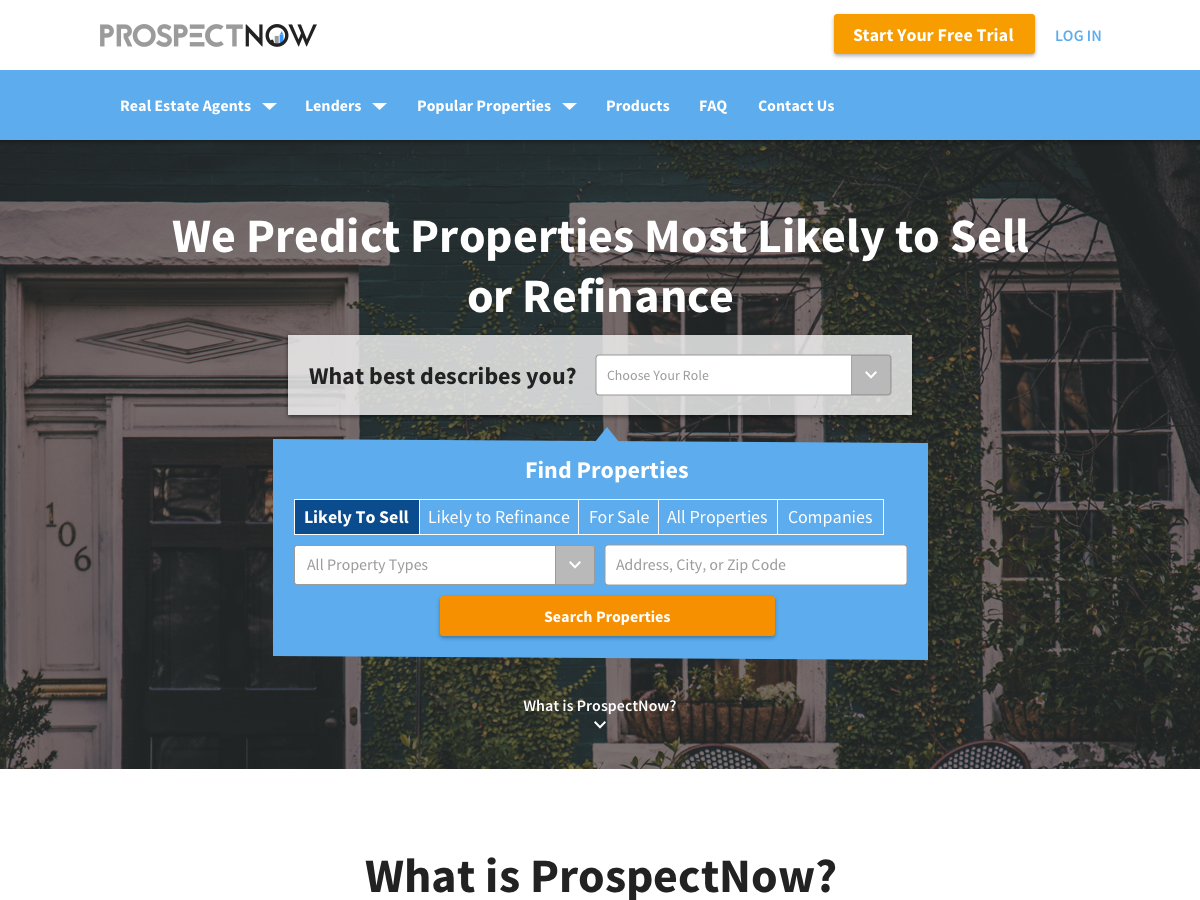 PROSPECTNOW
Start Your Free Trial
LOG IN
Real Estate Agents
Lenders
Popular Properties
Products
FAQ
Contact Us
We Predict Properties Most Likely to Sell
or Refinance
What best describes you?
Choose Your Role
Find Properties
Likely To Sell
Likely to Refinance
For Sale
All Properties
Companies
106
All Property Types
Address, City, or Zip Code
Search Properties
What is ProspectNow?
What is ProspectNow?